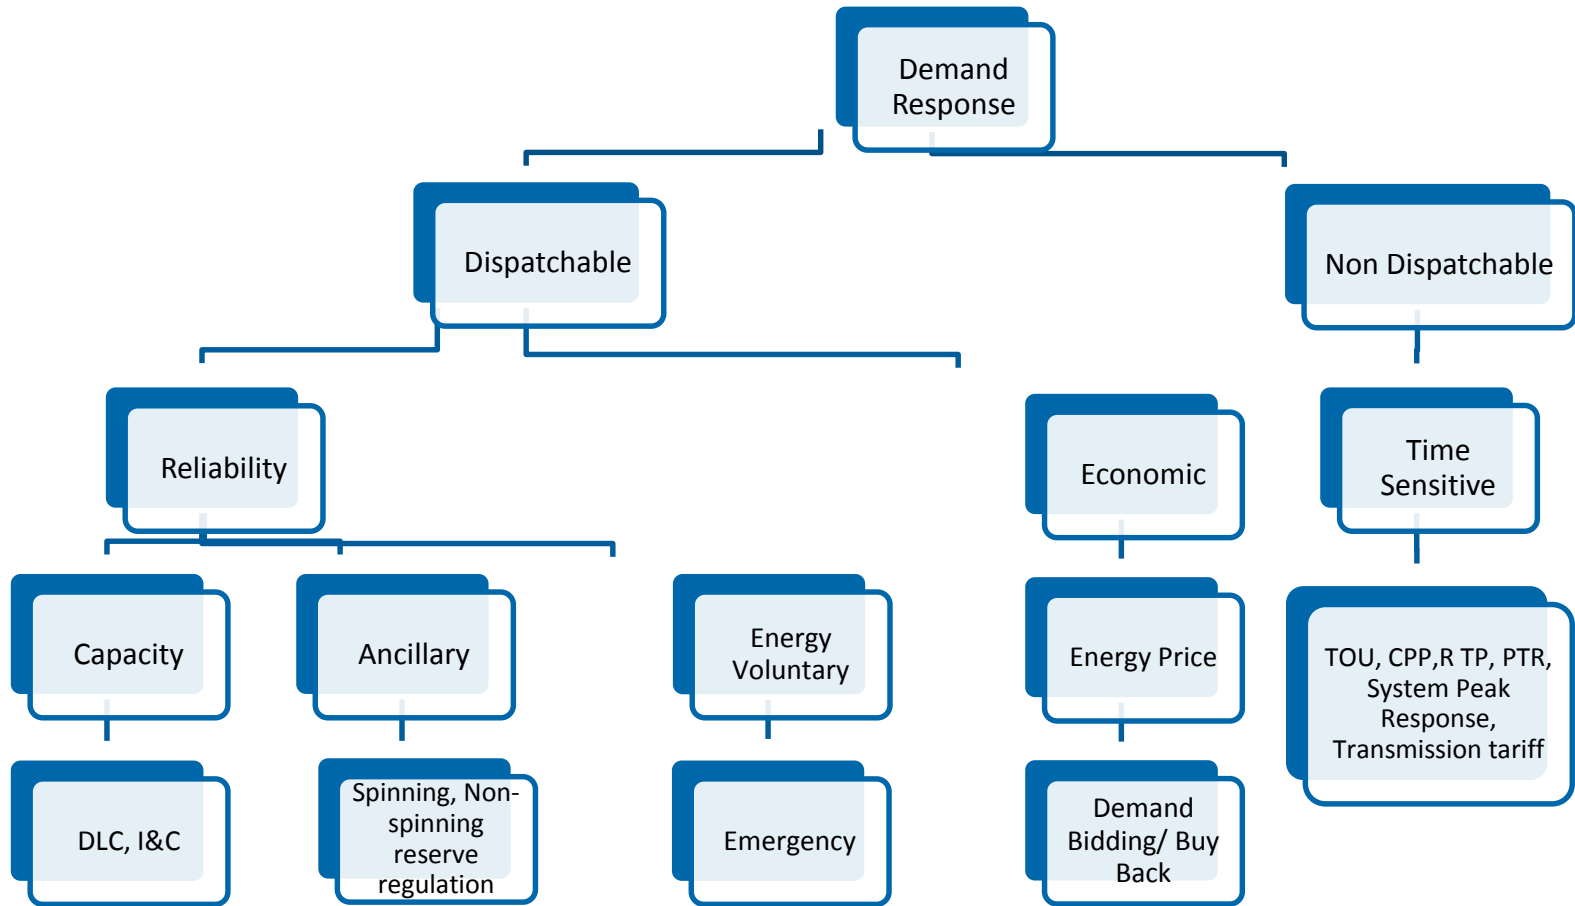 Demand
Response
Dispatchable
Non Dispatchable
Reliability
Economic
Time
Sensitive
Capacity
Ancillary
Energy
Voluntary
Energy Price
TOU, CPP,R TP, PTR,
System Peak
Response,
Transmission tariff
DLC, I&C
Spinning, Non-
spinning
reserve
regulation
Emergency
Demand
Bidding/ Buy
Back